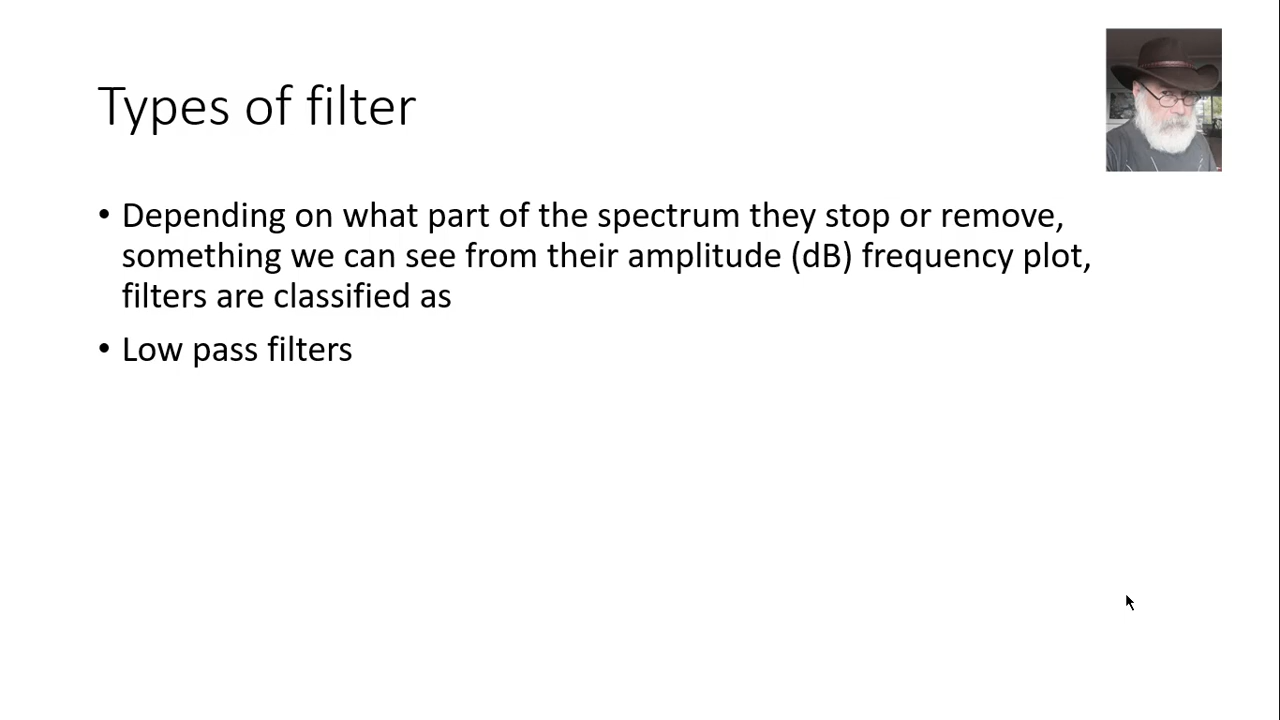 Types of filter
• Depending on what part of the spectrum they stop or remove,
something we can see from their amplitude (dB) frequency plot,
filters are classified as
• Low pass filters